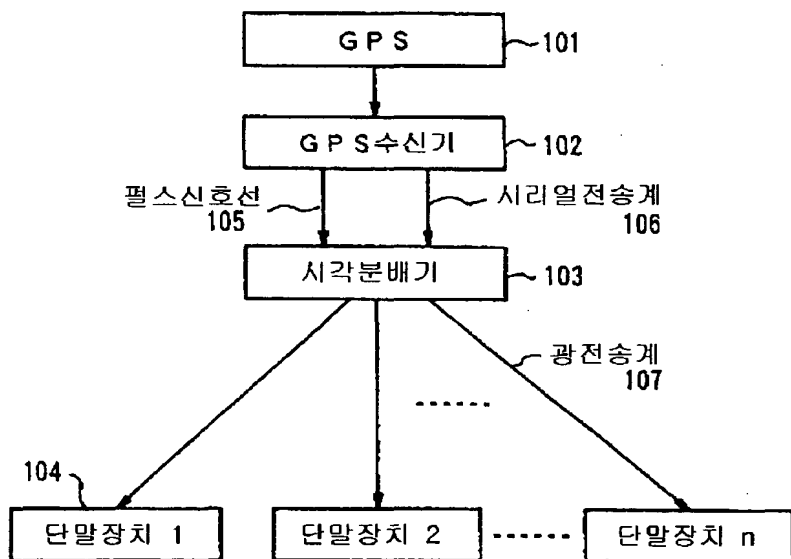 GPS
101
GPS수신기
102
펄스신호선
105
시리얼전송계
106
시각분배기
103
광전송계
107
104
단말장치 1
단말장치 2
단말장치 n